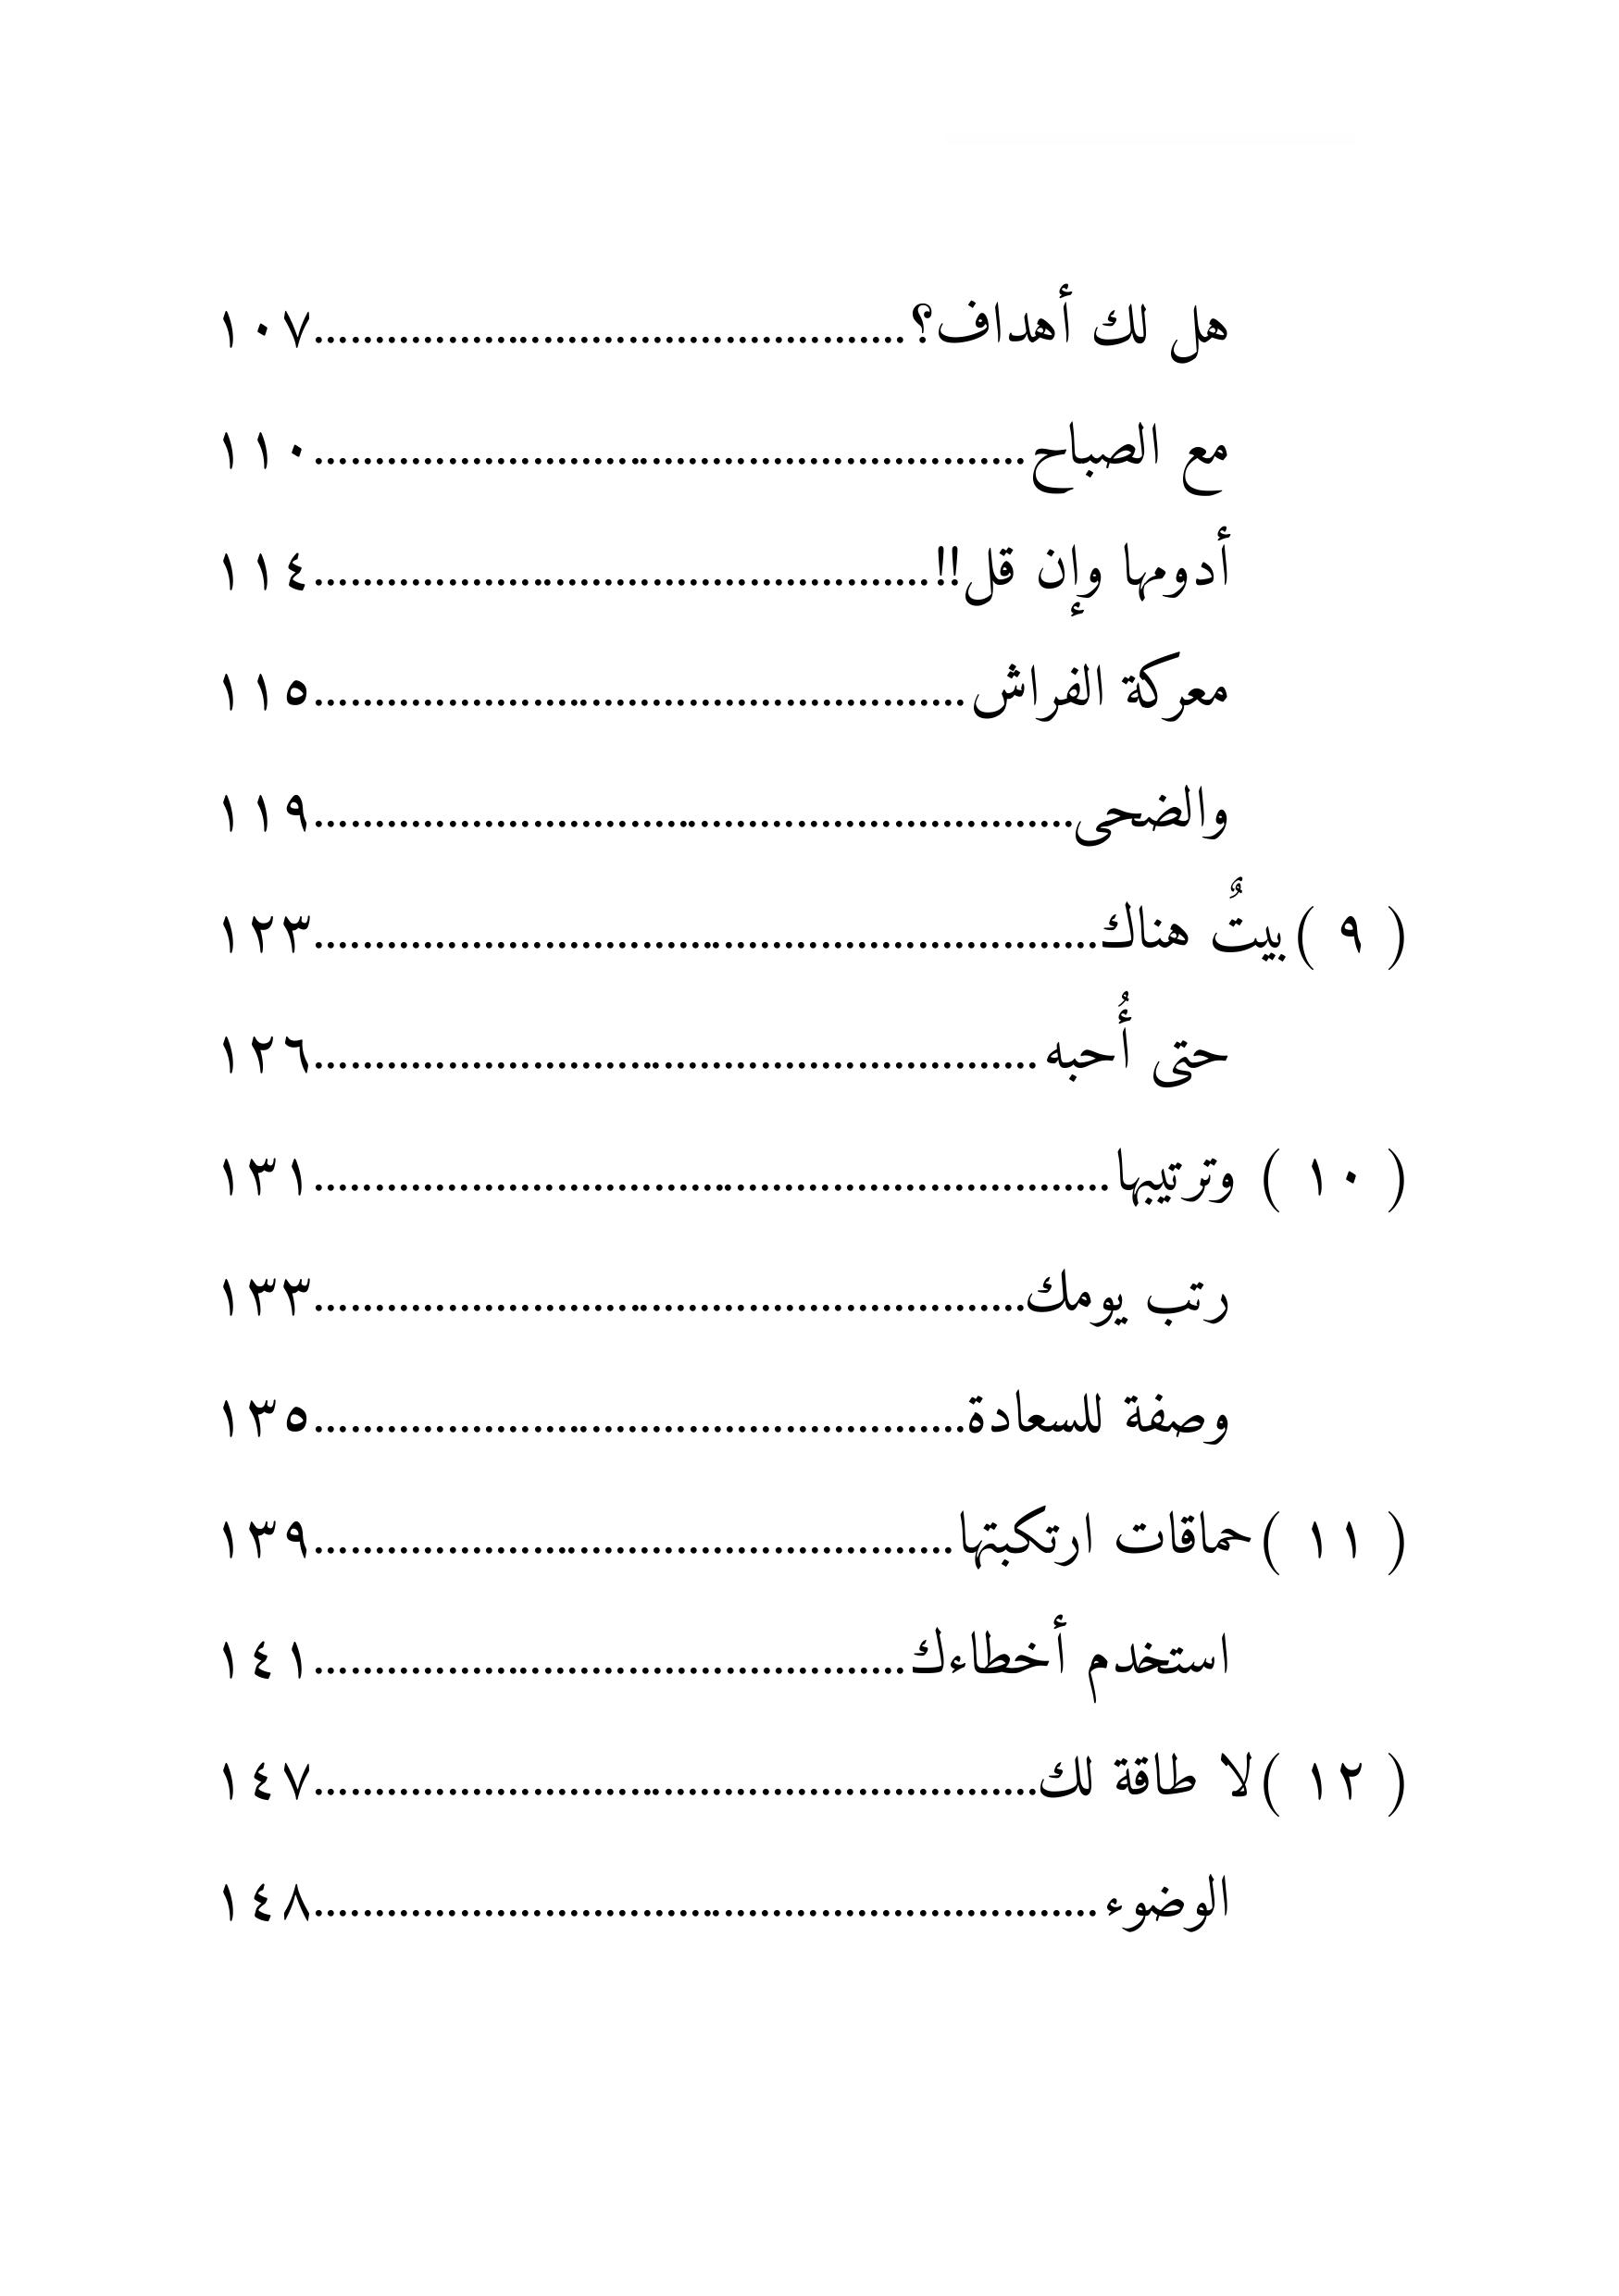 هل لك أهداف؟................................................١٠٧
مع الصباح..........................................................١١٠
أدومها وإن قل!!..................................................١١٤
معركة الفراش.....................................................١١٥
والضحى..............................................................١١٩
( ٩ )بيتٌ هناك................................................................١٢٣
حتى أُحبه...........................................................١٢٦
( ١٠ ) وترتيبها.................................................................١٣١
رتب يومك..........................................................١٣٣
وصفة للسعادة.....................................................١٣٥
( ١١ )حماقات ارتكبتها....................................................١٣٩
استخدم أخطاءك................................................١٤١
( ١٢ )لا طاقة لك...........................................................١٤٧
الوضوء................................................................١٤٨